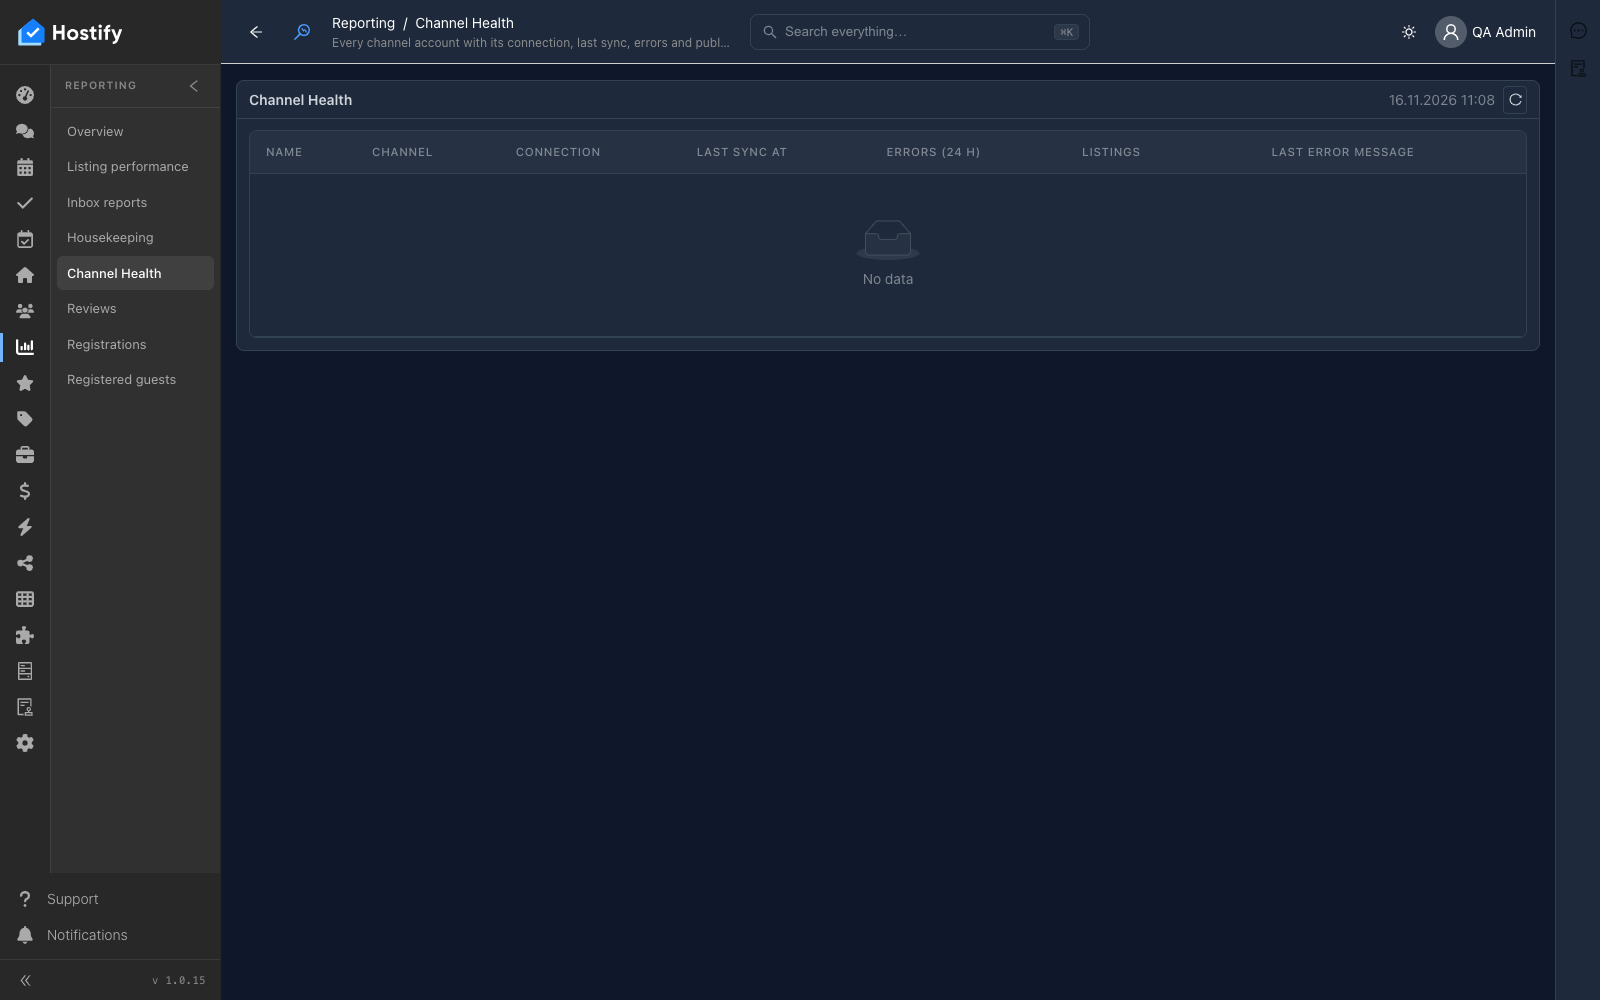 Hostify
REPORTING
Overview
Listing performance
Inbox reports
Housekeeping
Channel Health
Reviews
Registrations
Registered guests
Support
Notifications
v 1.0.15
Reporting / Channel Health
Every channel account with its connection, last sync, errors and publ...
Search everything...
⌘K
QA Admin
Channel Health
16.11.2026 11:08
NAME CHANNEL CONNECTION LAST SYNC AT ERRORS (24 H) LISTINGS LAST ERROR MESSAGE
No data